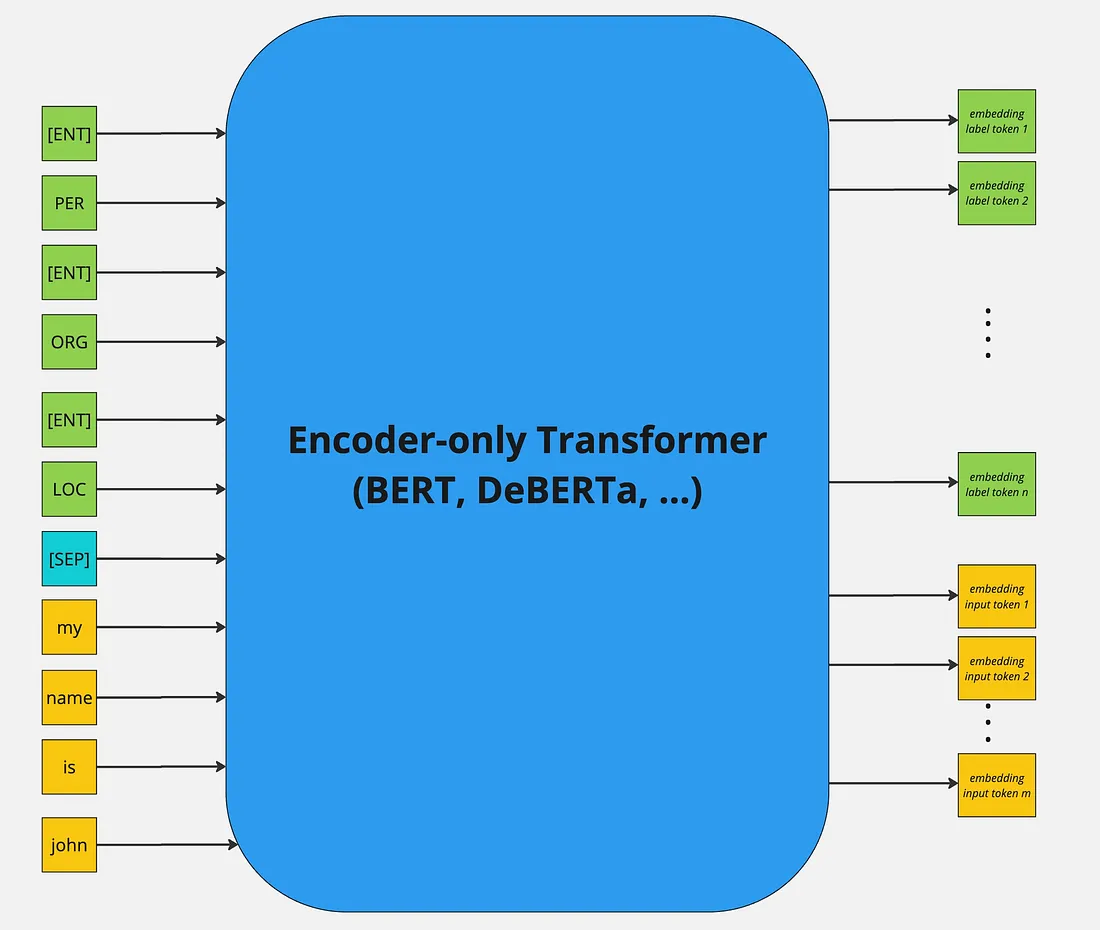 [ENT]
PER
[ENT]
ORG
[ENT]
LOC
[SEP]
my
name
is
john
Encoder-only Transformer
(BERT, DeBERTa, ...)
embedding
label token 1
embedding
label token 2
embedding
label token n
embedding
input token 1
embedding
input token 2
embedding
input token m